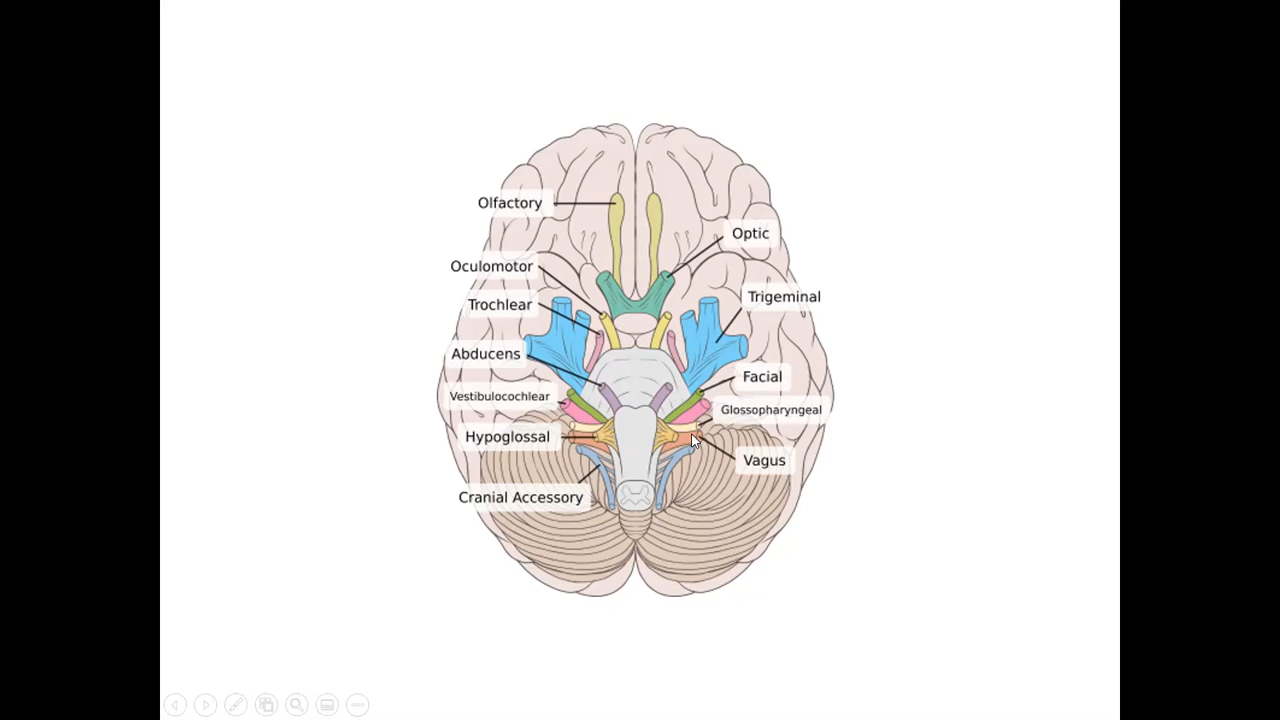 Olfactory
Optic
Oculomotor
Trigeminal
Trochlear
Abducens
Facial
Vestibulocochlear
Glossopharyngeal
Hypoglossal
Vagus
Cranial Accessory